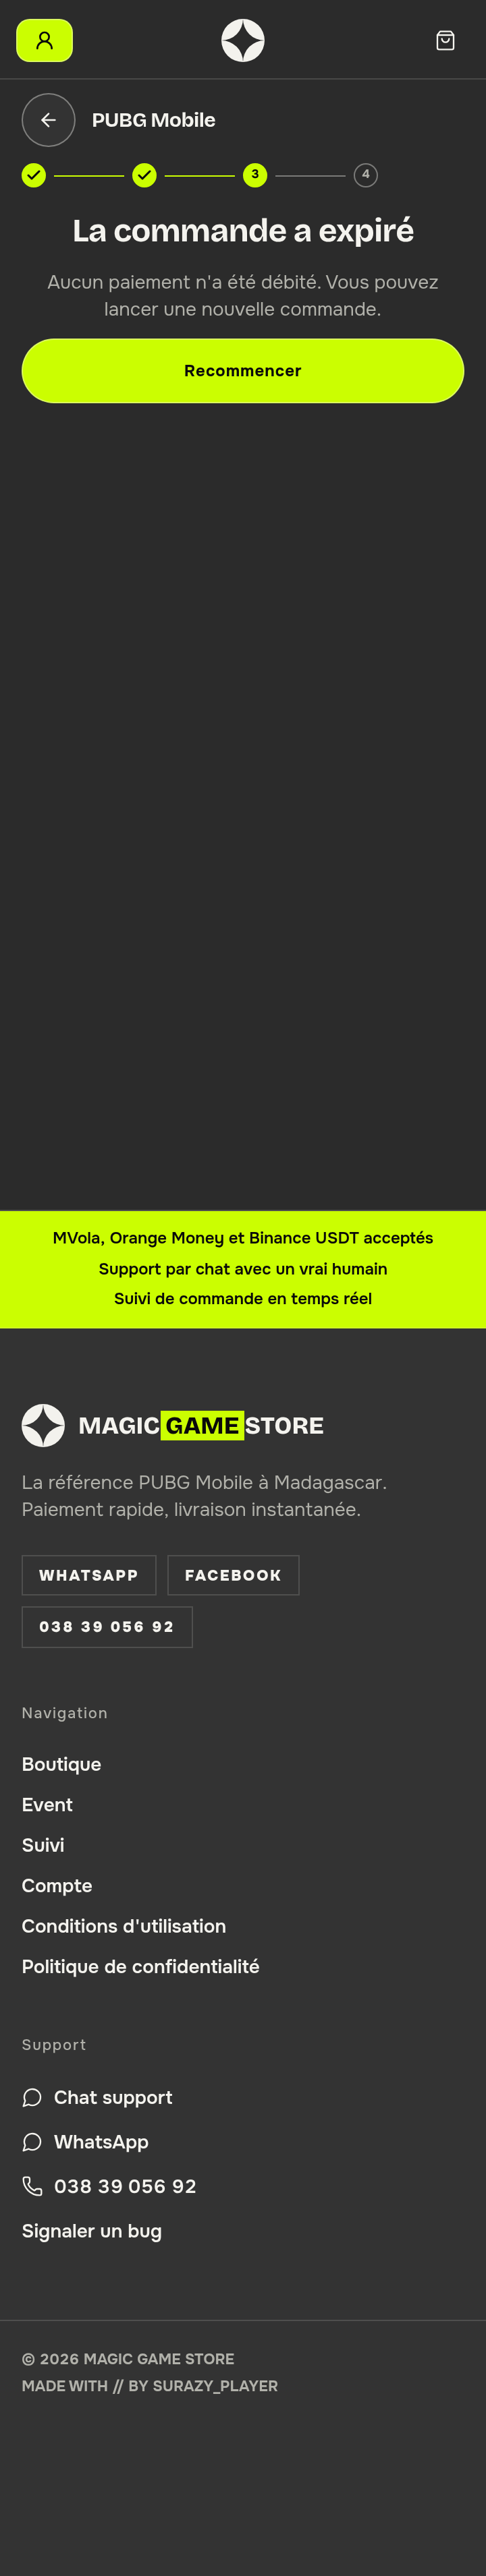 PUBG Mobile
3
4
La commande a expiré
Aucun paiement n'a été débité. Vous pouvez
lancer une nouvelle commande.
Recommencer
MVola, Orange Money et Binance USDT acceptés
Support par chat avec un vrai humain
Suivi de commande en temps réel
MAGIC GAME STORE
La référence PUBG Mobile à Madagascar.
Paiement rapide, livraison instantanée.
WHATSAPP FACEBOOK
038 39 056 92
Navigation
Boutique
Event
Suivi
Compte
Conditions d'utilisation
Politique de confidentialité
Support
Chat support
WhatsApp
038 39 056 92
Signaler un bug
© 2026 MAGIC GAME STORE
MADE WITH // BY SURAZY_PLAYER